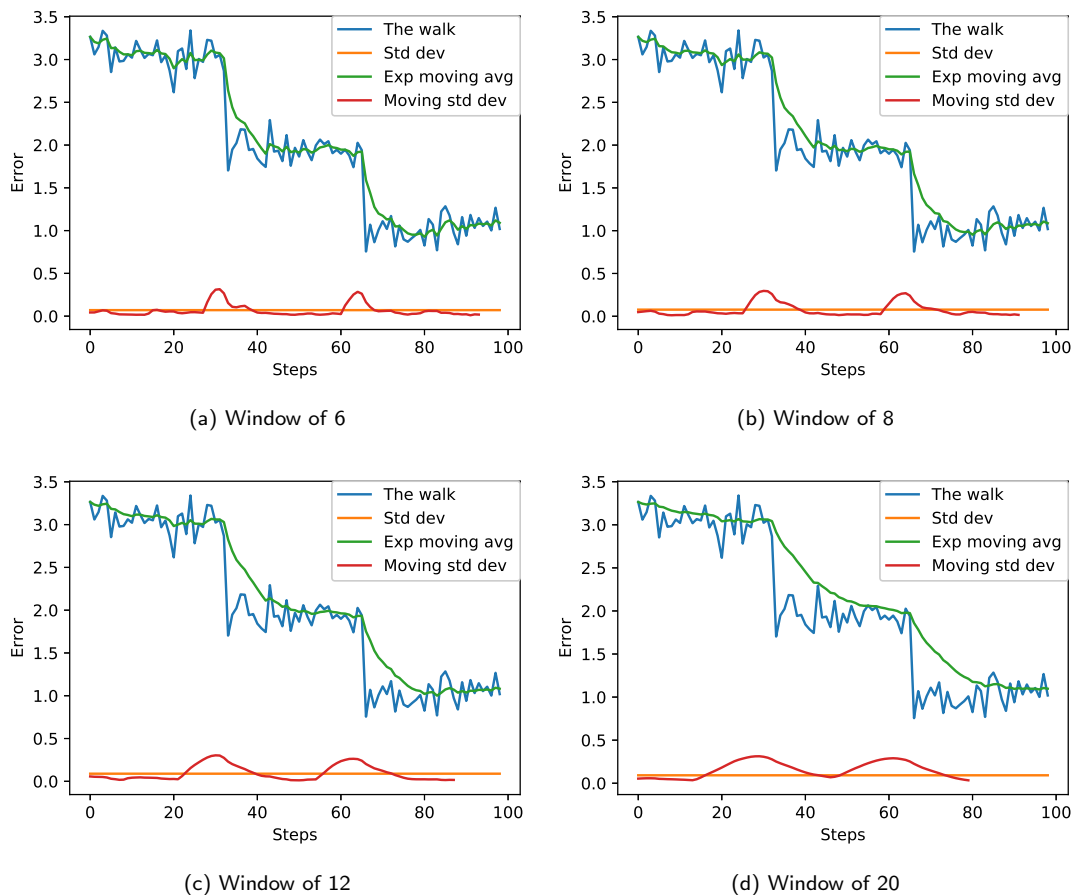 3.5
3.0
2.5
2.0
1.5
1.0
0.5
0.0
Error
0 20 40 60 80 100
Steps
The walk
Std dev
Exp moving avg
Moving std dev
(a) Window of 6
3.5
3.0
2.5
2.0
1.5
1.0
0.5
0.0
Error
0 20 40 60 80 100
Steps
The walk
Std dev
Exp moving avg
Moving std dev
(b) Window of 8
3.5
3.0
2.5
2.0
1.5
1.0
0.5
0.0
Error
0 20 40 60 80 100
Steps
The walk
Std dev
Exp moving avg
Moving std dev
(c) Window of 12
3.5
3.0
2.5
2.0
1.5
1.0
0.5
0.0
Error
0 20 40 60 80 100
Steps
The walk
Std dev
Exp moving avg
Moving std dev
(d) Window of 20